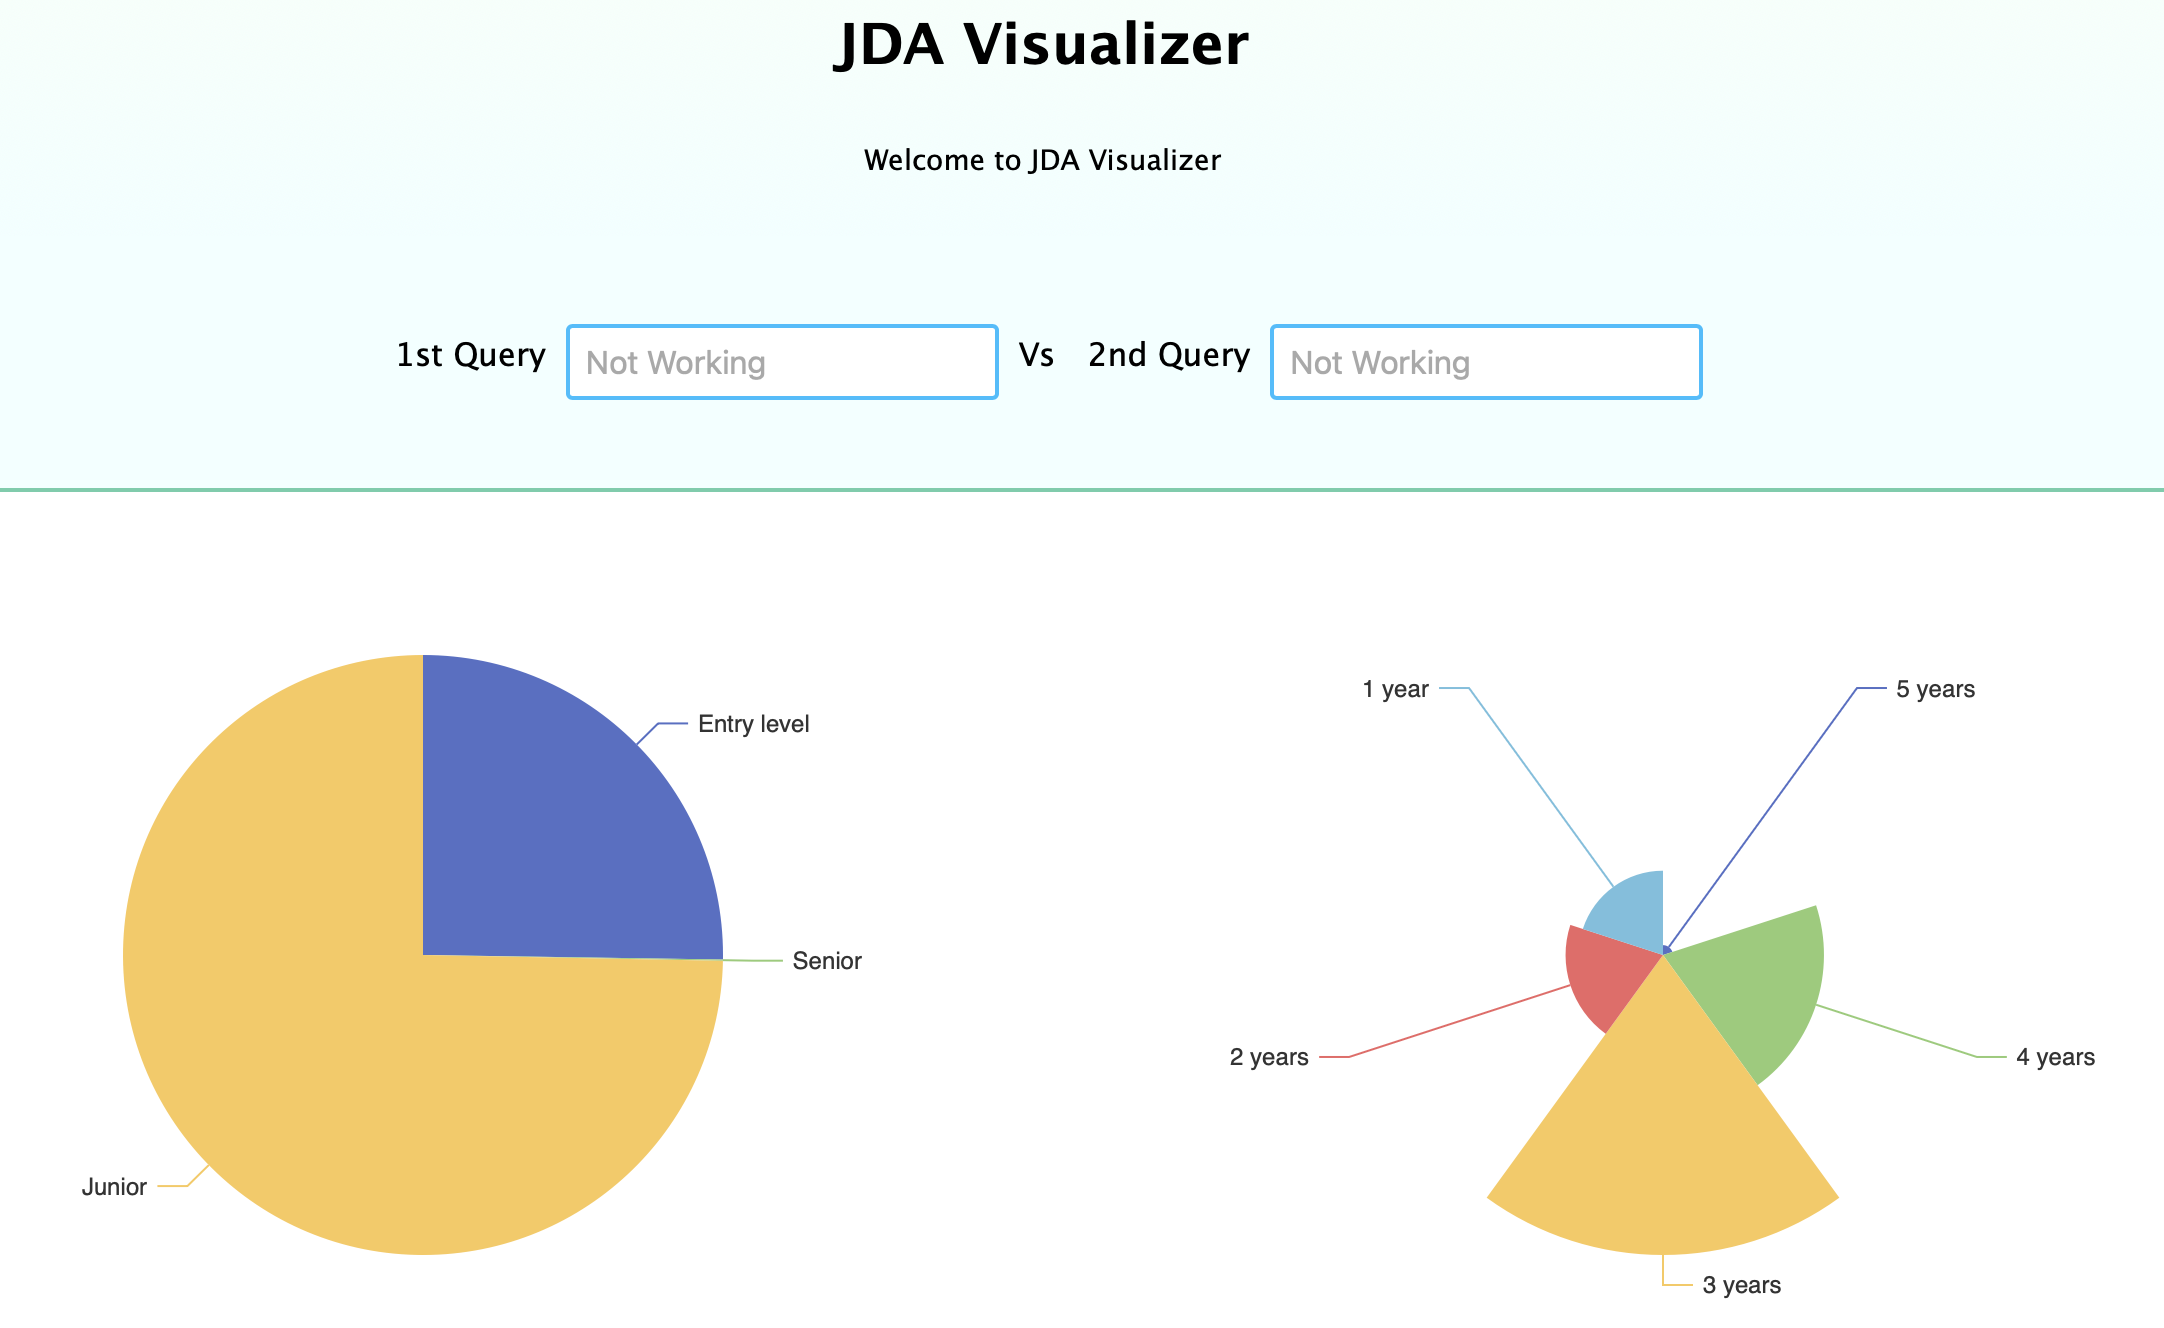 JDA Visualizer
Welcome to JDA Visualizer
1st Query Not Working Vs 2nd Query Not Working
Entry level
Senior
Junior
1 year
5 years
2 years
4 years
3 years